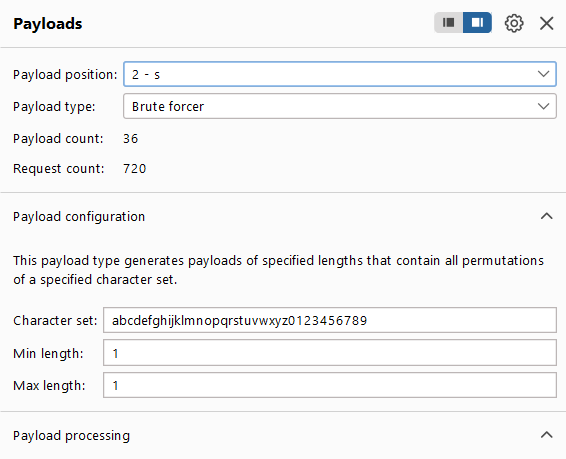 Payloads
Payload position: 2 - s
Payload type: Brute forcer
Payload count: 36
Request count: 720
Payload configuration
This payload type generates payloads of specified lengths that contain all permutations
of a specified character set.
Character set: abcdefghijklmnopqrstuvwxyz0123456789
Min length: 1
Max length: 1
Payload processing